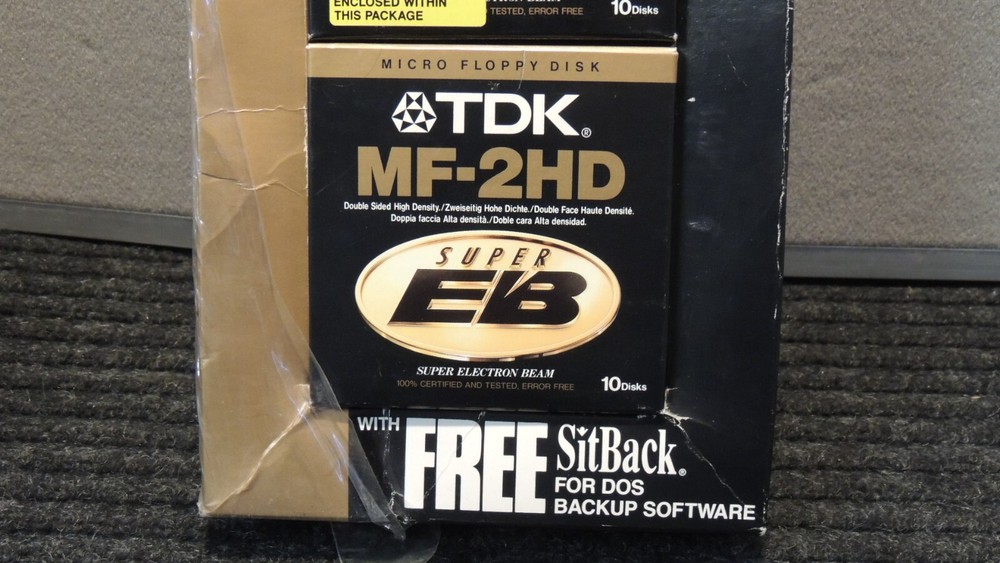 ENCLOSED WITHIN
THIS PACKAGE
TESTED, ERROR FREE
10Disks
MICRO FLOPPY DISK
TDK®
MF-2HD
Double Sided High Density./Zweiseitig Hohe Dichte./Double Face Haute Densité.
Doppia faccia Alta densità./Doble cara Alta densidad.
SUPER
EB
SUPER ELECTRON BEAM
100% CERTIFIED AND TESTED, ERROR FREE
10Disks
WITH FREE SitBack®
FOR DOS
BACKUP SOFTWARE